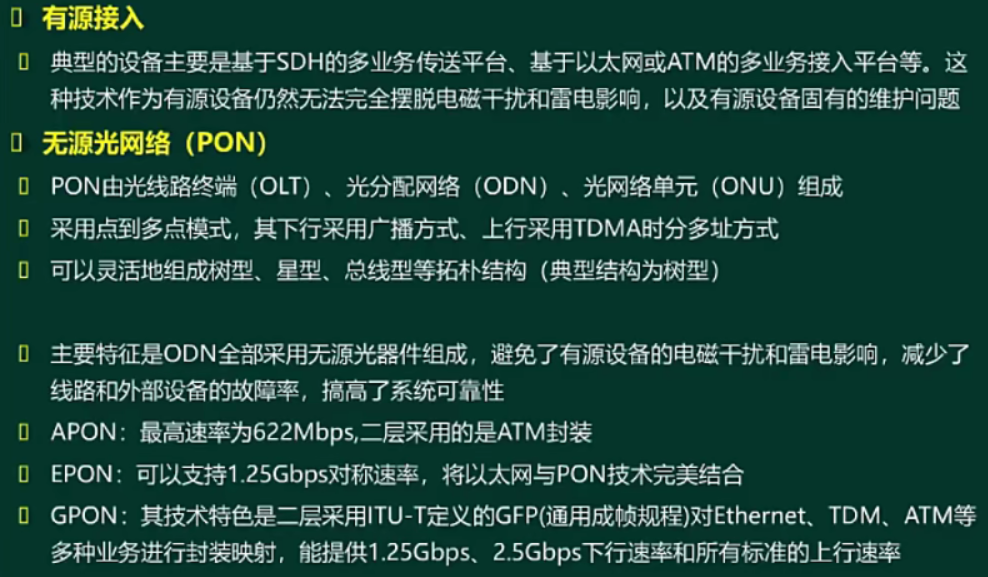 有源接入
典型的设备主要是基于SDH的多业务传送平台、基于以太网或ATM的多业务接入平台等。这
种技术作为有源设备仍然无法完全摆脱电磁干扰和雷电影响，以及有源设备固有的维护问题
无源光网络（PON）
PON由光线路终端（OLT）、光分配网络（ODN）、光网络单元（ONU）组成
采用点到多点模式，其下行采用广播方式、上行采用TDMA时分多址方式
可以灵活地组成树型、星型、总线型等拓朴结构（典型结构为树型）
主要特征是ODN全部采用无源光器件组成，避免了有源设备的电磁干扰和雷电影响，减少了
线路和外部设备的故障率，搞高了系统可靠性
APON：最高速率为622Mbps,二层采用的是ATM封装
EPON：可以支持1.25Gbps对称速率，将以太网与PON技术完美结合
GPON：其技术特色是二层采用ITU-T定义的GFP(通用成帧规程)对Ethernet、TDM、ATM等
多种业务进行封装映射，能提供1.25Gbps、2.5Gbps下行速率和所有标准的上行速率